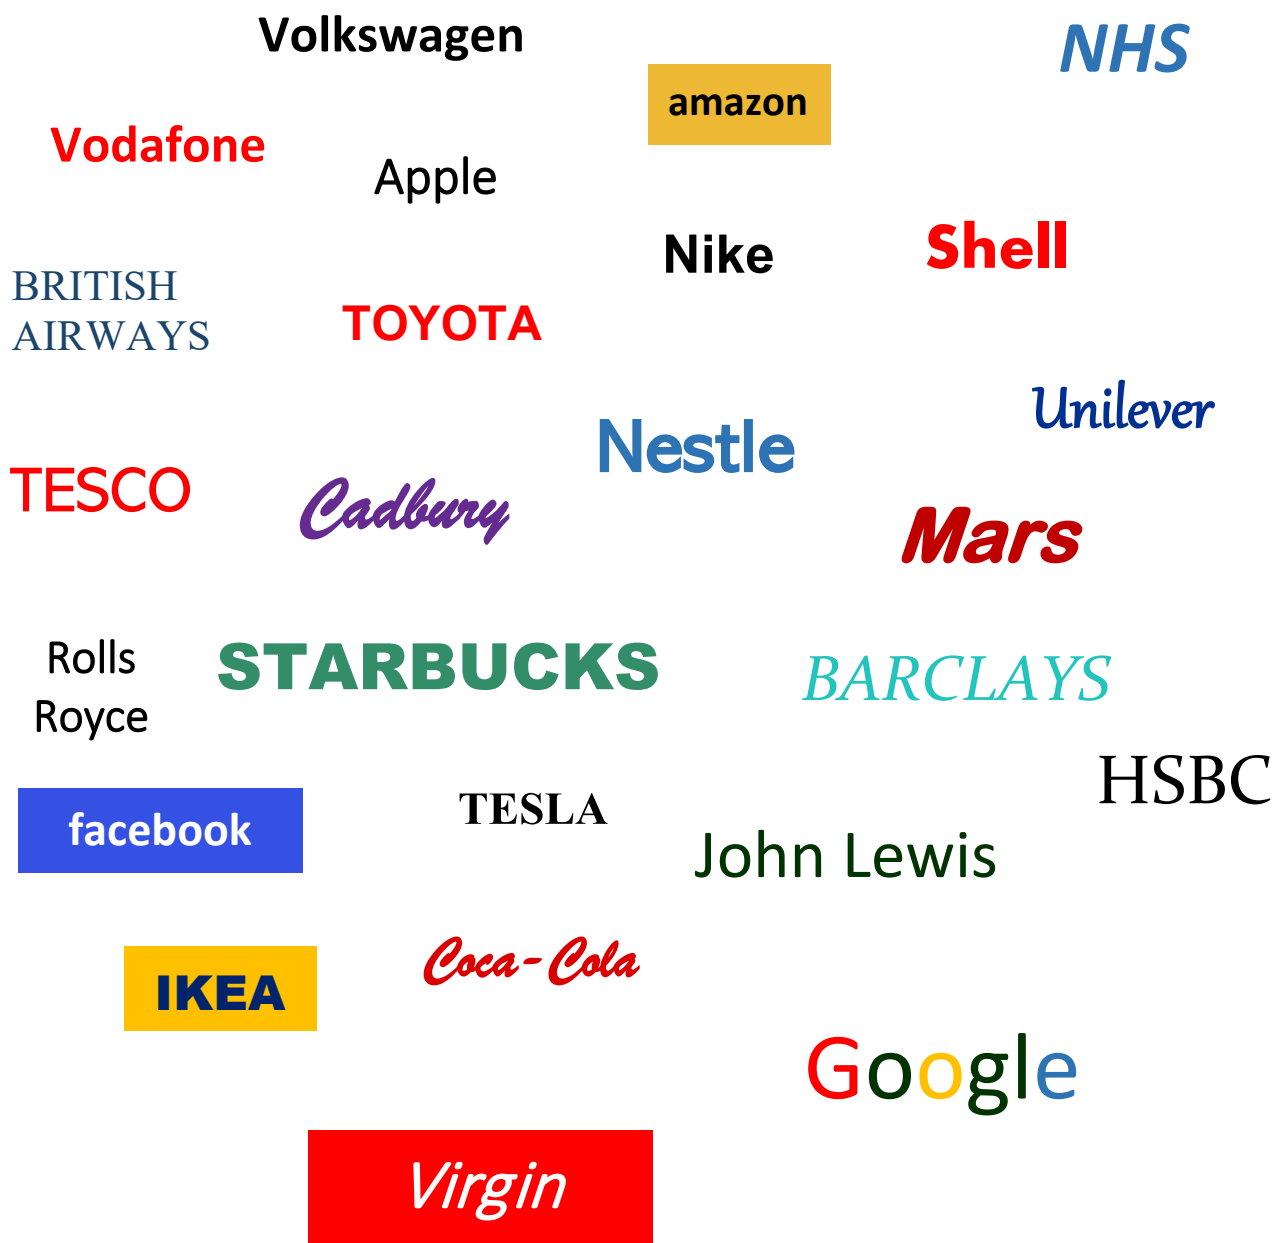 Volkswagen
NHS
amazon
Vodafone
Apple
Nike
Shell
BRITISH
AIRWAYS
TOYOTA
Unilever
Nestle
TESCO
Cadbury
Mars
Rolls
Royce
STARBUCKS
BARCLAYS
HSBC
facebook
TESLA
John Lewis
IKEA
Coca-Cola
Google
Virgin